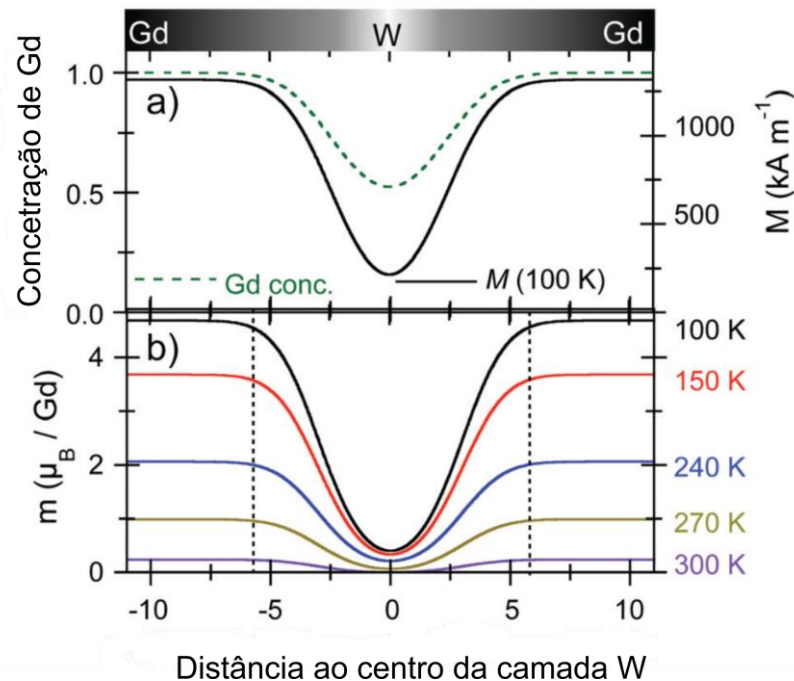 Gd W Gd
Concetração de Gd
1.0
0.5
0.0
a)
Gd conc.
M (100 K)
1000
500
M (kA m⁻¹)
b)
m (μB / Gd)
4
2
0
100 K
150 K
240 K
270 K
300 K
-10 -5 0 5 10
Distância ao centro da camada W